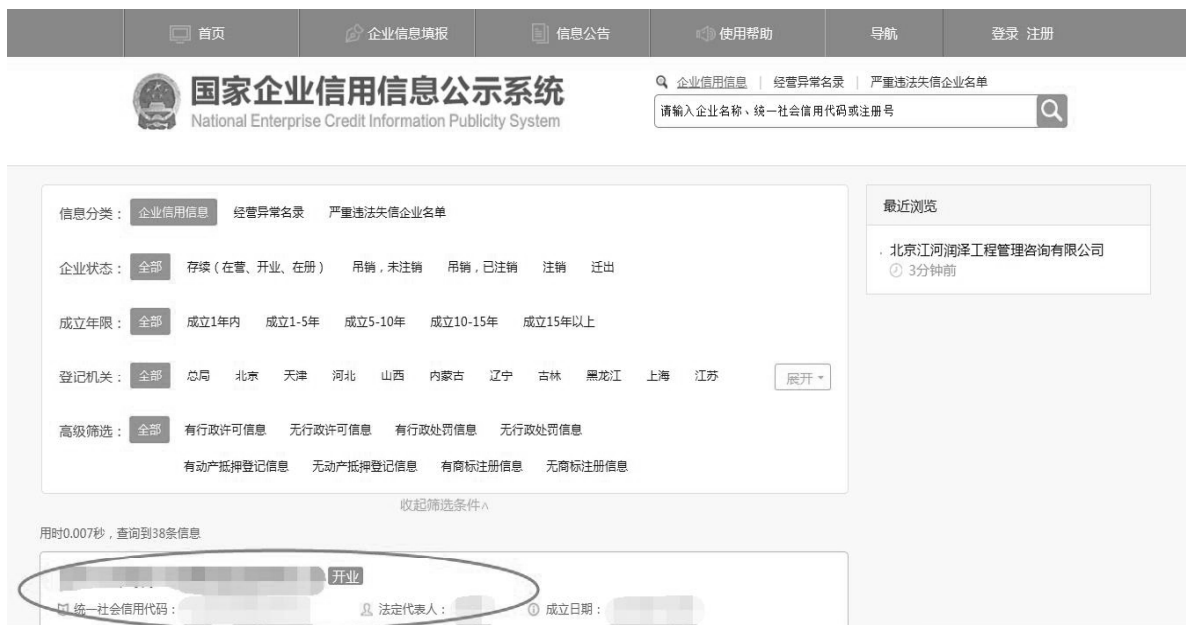 首页 企业信息填报 信息公告 使用帮助 导航 登录 注册
国家企业信用信息公示系统
National Enterprise Credit Information Publicity System
企业信用信息 | 经营异常名录 | 严重违法失信企业名单
请输入企业名称、统一社会信用代码或注册号
信息分类： 企业信用信息 经营异常名录 严重违法失信企业名单
企业状态： 全部 存续（在营、开业、在册） 吊销，未注销 吊销，已注销 注销 迁出
成立年限： 全部 成立1年内 成立1-5年 成立5-10年 成立10-15年 成立15年以上
登记机关： 全部 总局 北京 天津 河北 山西 内蒙古 辽宁 吉林 黑龙江 上海 江苏 展开
高级筛选： 全部 有行政许可信息 无行政许可信息 有行政处罚信息 无行政处罚信息
有动产抵押登记信息 无动产抵押登记信息 有商标注册信息 无商标注册信息
收起筛选条件
最近浏览
北京江河润泽工程管理咨询有限公司
3分钟前
用时0.007秒，查询到38条信息
开业
统一社会信用代码： 法定代表人： 成立日期：